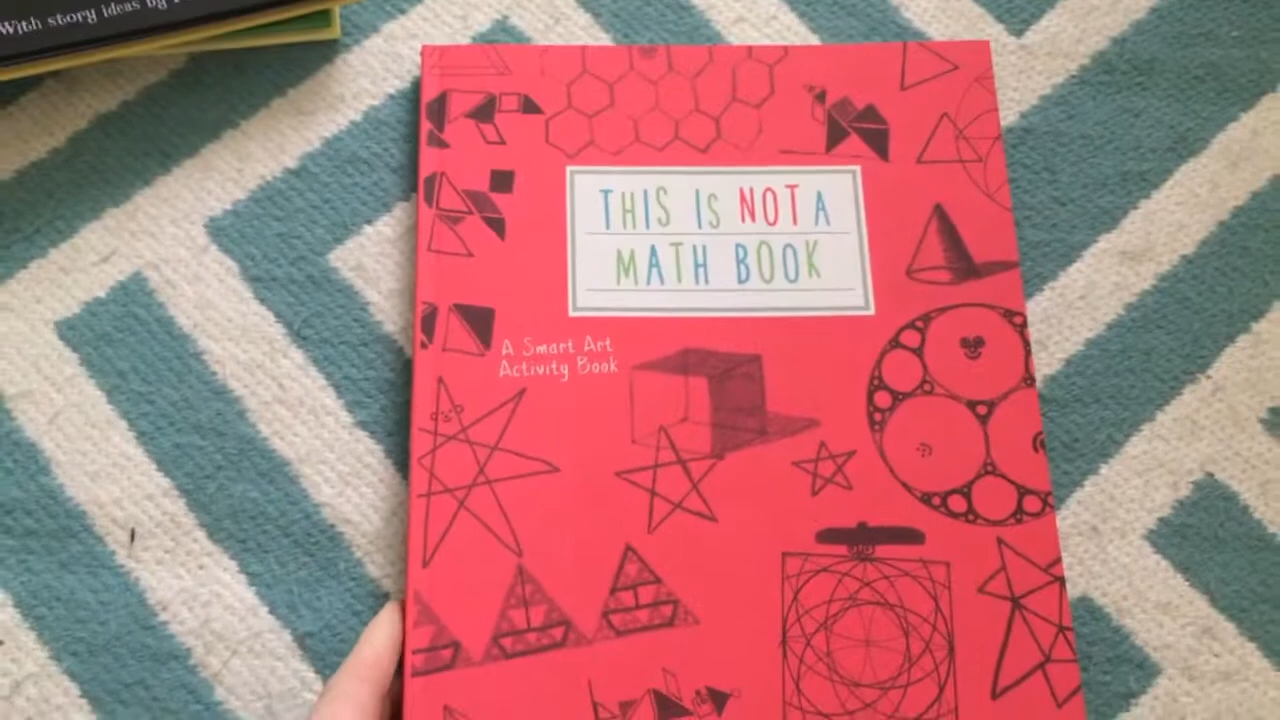 With story ideas by
THIS IS NOT A
MATH BOOK
A Smart Art
Activity Book